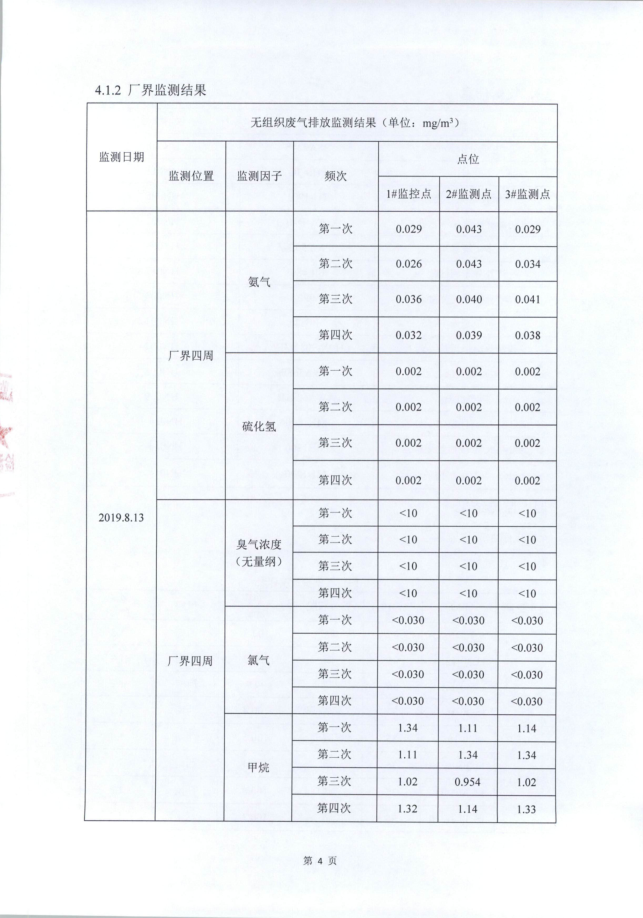 4.1.2 厂界监测结果
监测日期
无组织废气排放监测结果（单位：mg/m³）
监测位置 监测因子 频次 点位
1#监控点 2#监测点 3#监测点
2019.8.13
厂界四周
氨气
第一次 0.029 0.043 0.029
第二次 0.026 0.043 0.034
第三次 0.036 0.040 0.041
第四次 0.032 0.039 0.038
硫化氢
第一次 0.002 0.002 0.002
第二次 0.002 0.002 0.002
第三次 0.002 0.002 0.002
第四次 0.002 0.002 0.002
厂界四周
臭气浓度
（无量纲）
第一次 <10 <10 <10
第二次 <10 <10 <10
第三次 <10 <10 <10
第四次 <10 <10 <10
氯气
第一次 <0.030 <0.030 <0.030
第二次 <0.030 <0.030 <0.030
第三次 <0.030 <0.030 <0.030
第四次 <0.030 <0.030 <0.030
甲烷
第一次 1.34 1.11 1.14
第二次 1.11 1.34 1.34
第三次 1.02 0.954 1.02
第四次 1.32 1.14 1.33
第 4 页